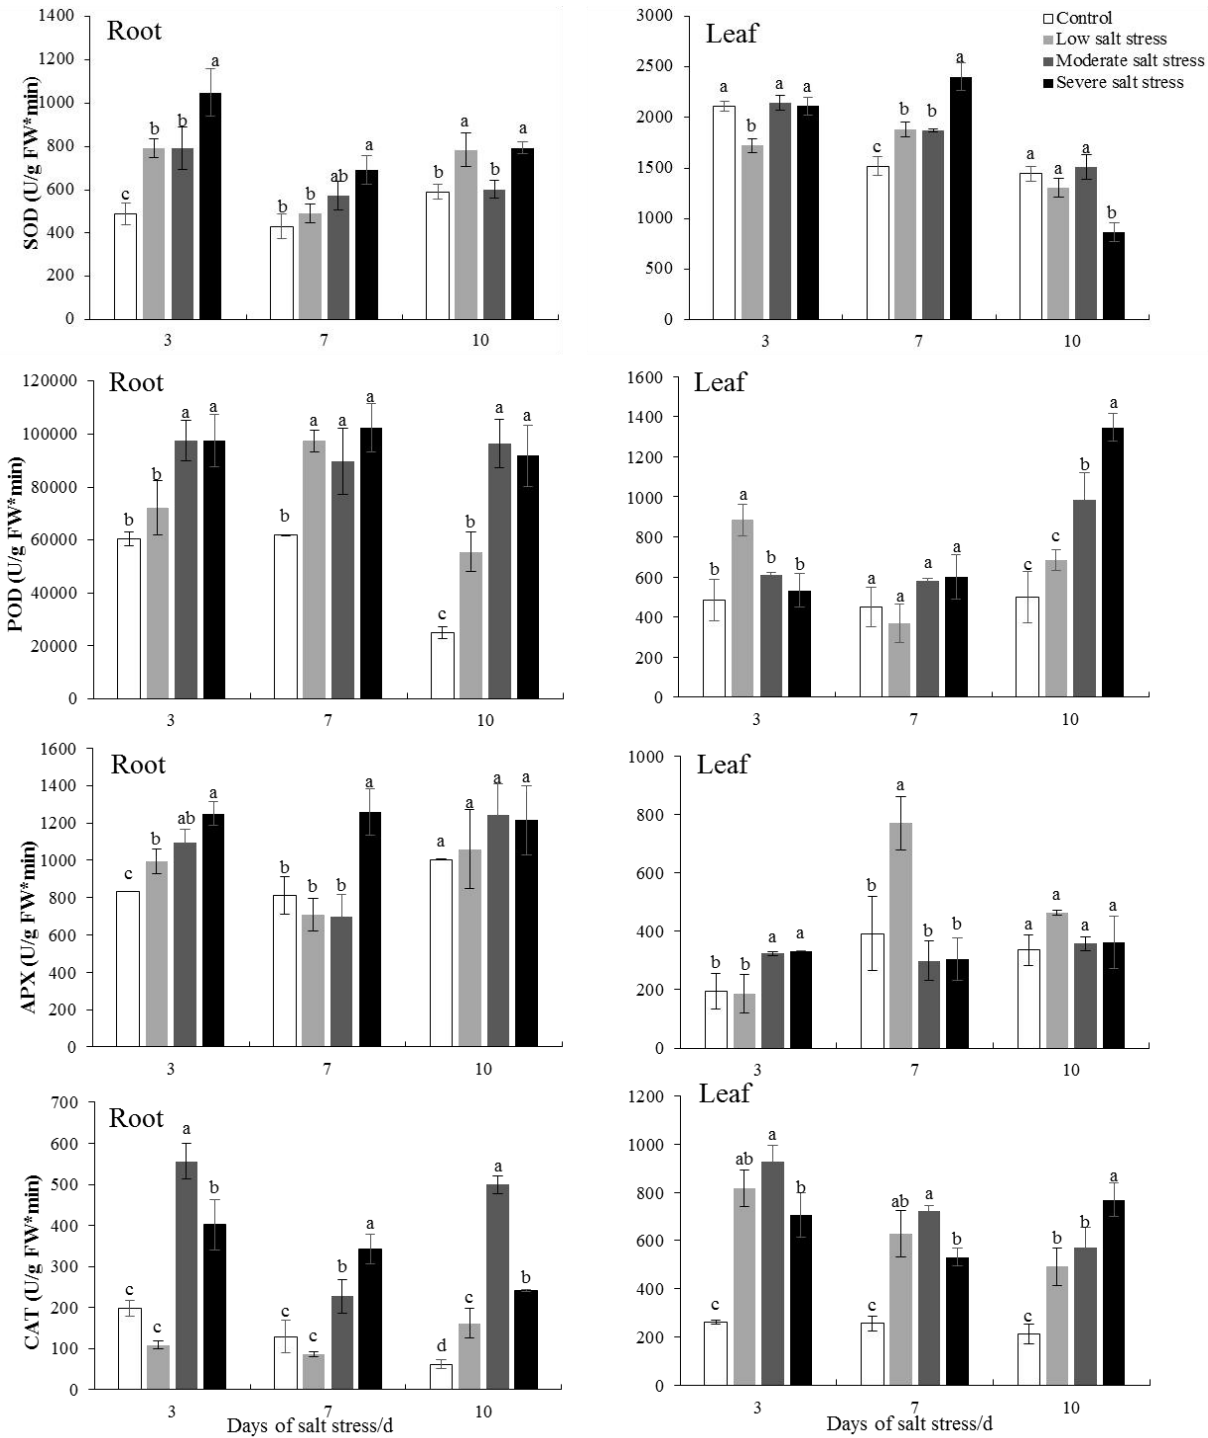 Root
SOD (U/g FW*min)
1400
1200
1000
800
600
400
200
0
c
b
b
a
b
b
ab
a
b
a
b
a
3
7
10
Leaf
Control
Low salt stress
Moderate salt stress
Severe salt stress
3000
2500
2000
1500
1000
500
0
a
b
a
a
c
b
b
a
a
a
a
b
3
7
10
Root
POD (U/g FW*min)
120000
100000
80000
60000
40000
20000
0
b
b
a
a
b
a
a
a
c
b
a
a
3
7
10
Leaf
1600
1400
1200
1000
800
600
400
200
0
b
a
b
b
a
a
a
a
c
c
b
a
3
7
10
Root
APX (U/g FW*min)
1600
1400
1200
1000
800
600
400
200
0
c
b
ab
a
b
b
b
a
a
a
a
a
3
7
10
Leaf
1000
800
600
400
200
0
b
b
a
a
b
a
b
b
a
a
a
a
3
7
10
Root
CAT (U/g FW*min)
700
600
500
400
300
200
100
0
c
c
a
b
c
c
b
a
d
c
a
b
3
7
10
Days of salt stress/d
Leaf
1200
1000
800
600
400
200
0
c
ab
a
b
c
ab
a
b
c
b
b
a
3
7
10
Days of salt stress/d